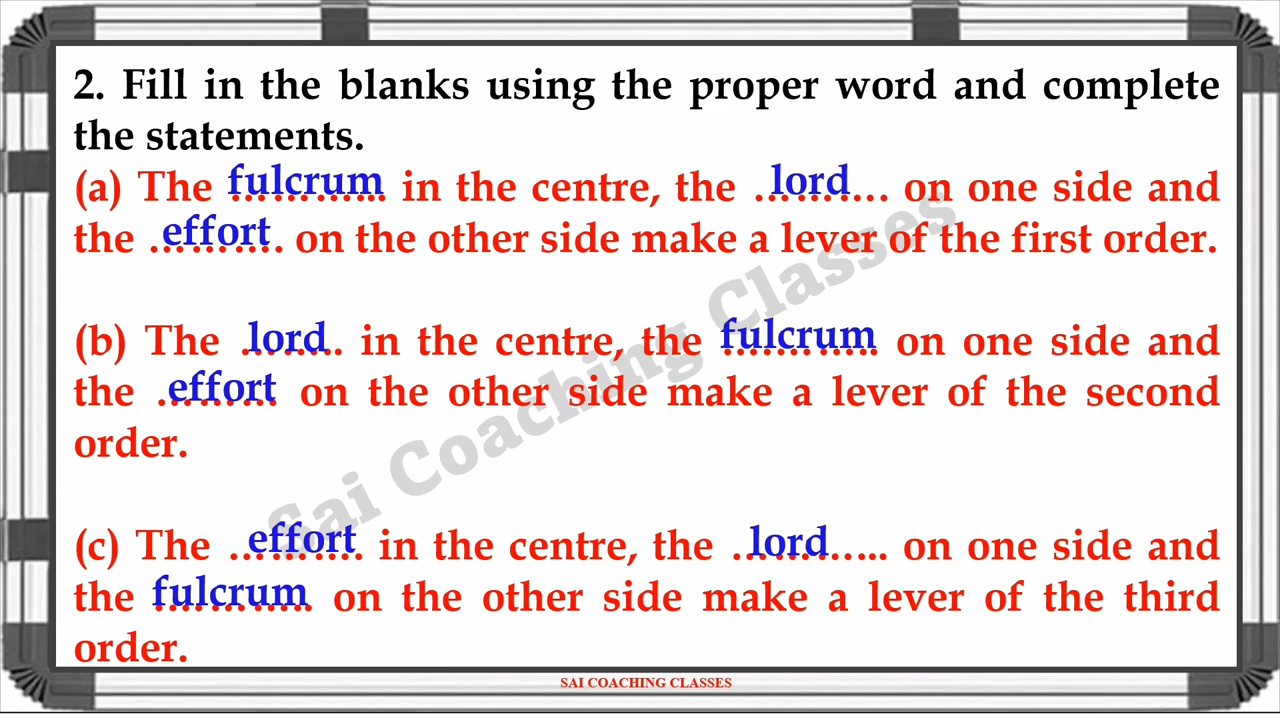 2. Fill in the blanks using the proper word and complete
the statements.
(a) The fulcrum in the centre, the ..lord... on one side and
the .effort. on the other side make a lever of the first order.
(b) The .lord.. in the centre, the fulcrum on one side and
the .effort on the other side make a lever of the second
order.
(c) The ..effort. in the centre, the ..lord..... on one side and
the fulcrum. on the other side make a lever of the third
order.
Sai Coaching Classes
SAI COACHING CLASSES